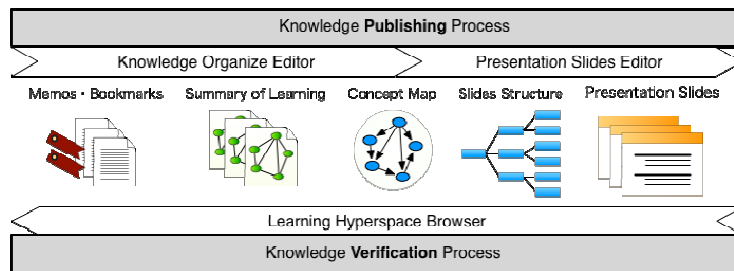 Knowledge Publishing Process
Knowledge Organize Editor Presentation Slides Editor
Memos・Bookmarks Summary of Learning Concept Map Slides Structure Presentation Slides
Learning Hyperspace Browser
Knowledge Verification Process